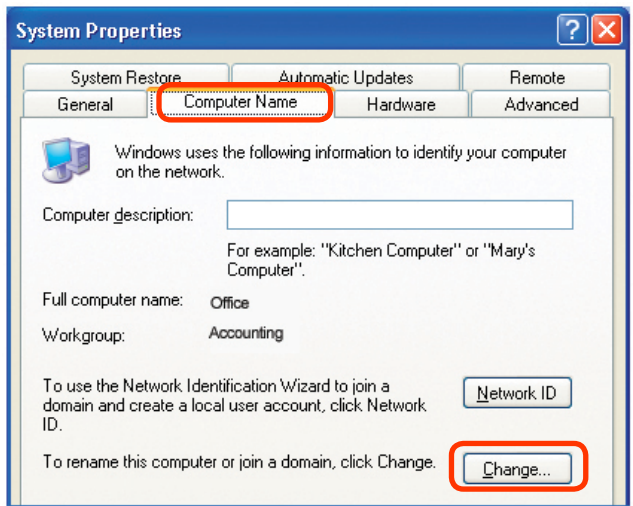 System Properties
System Restore
Automatic Updates
Remote
General
Computer Name
Hardware
Advanced
Windows uses the following information to identify your computer
on the network.
Computer description:
For example: "Kitchen Computer" or "Mary's
Computer".
Full computer name: Office
Workgroup: Accounting
To use the Network Identification Wizard to join a
domain and create a local user account, click Network
ID.
Network ID
To rename this computer or join a domain, click Change.
Change...